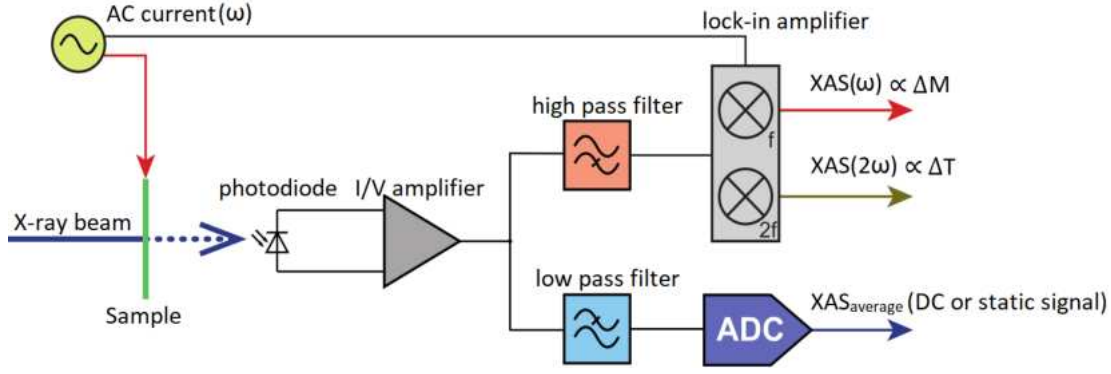 AC current(ω)
lock-in amplifier
XAS(ω) ∝ ΔM
high pass filter
f
XAS(2ω) ∝ ΔT
photodiode
I/V amplifier
X-ray beam
2f
low pass filter
Sample
ADC
XASaverage (DC or static signal)